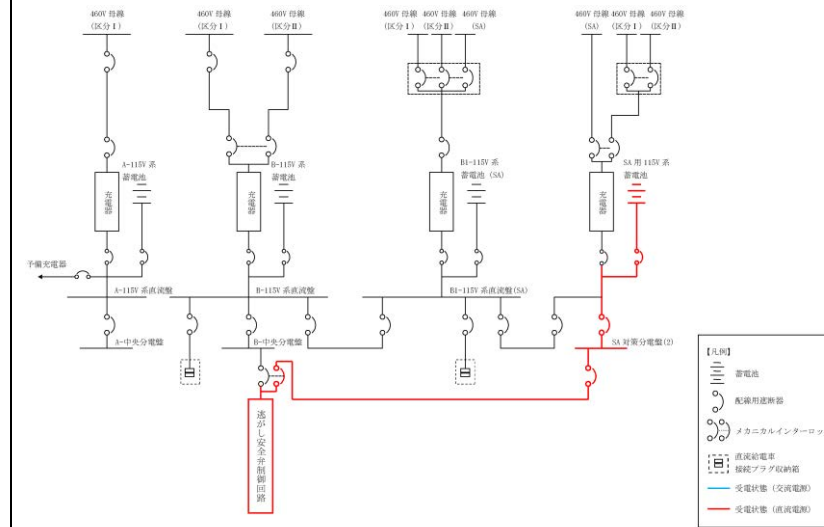 460V 母線 460V 母線 460V 母線 460V 母線 460V 母線 460V 母線 460V 母線 460V 母線 460V 母線
(区分Ⅰ) (区分Ⅰ) (区分Ⅱ) (区分Ⅰ) (区分Ⅱ) (SA) (SA) (区分Ⅰ) (区分Ⅱ)
A-115V 系 B-115V 系 B1-115V 系 SA 用 115V 系
蓄電池 蓄電池 蓄電池 (SA) 蓄電池
充電器 充電器 充電器 充電器
予備充電器
A-115V 系直流盤 B-115V 系直流盤 B1-115V 系直流盤(SA)
A-中央分電盤 B-中央分電盤 SA 対策分電盤(2)
逃がし安全弁制御回路
【凡例】
蓄電池
配線用遮断器
メカニカルインターロッ
直流給電車
接続プラグ収納箱
受電状態 (交流電源)
受電状態 (直流電源)